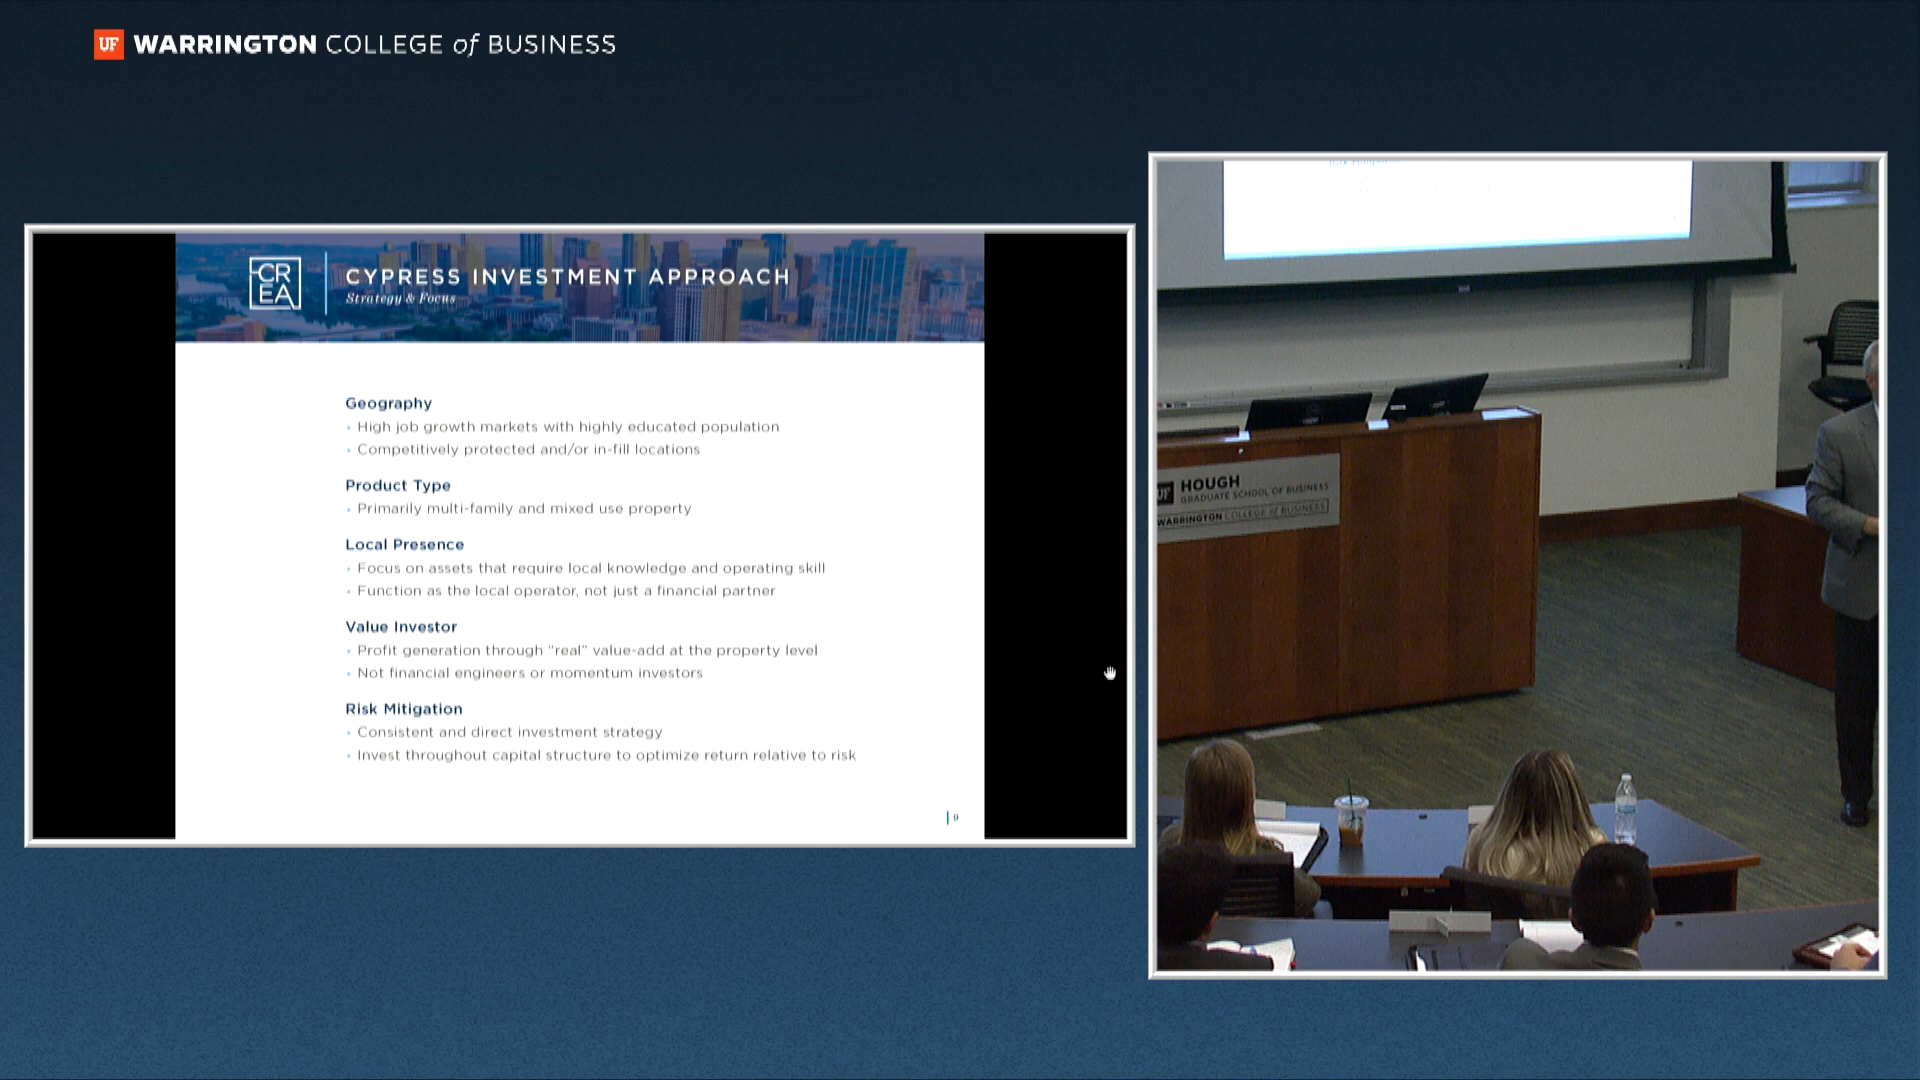 UF WARRINGTON COLLEGE of BUSINESS
CR
EA
CYPRESS INVESTMENT APPROACH
Strategy & Focus
Geography
• High job growth markets with highly educated population
• Competitively protected and/or in-fill locations
Product Type
• Primarily multi-family and mixed use property
Local Presence
• Focus on assets that require local knowledge and operating skill
• Function as the local operator, not just a financial partner
Value Investor
• Profit generation through "real" value-add at the property level
• Not financial engineers or momentum investors
Risk Mitigation
• Consistent and direct investment strategy
• Invest throughout capital structure to optimize return relative to risk
9
UF HOUGH
GRADUATE SCHOOL OF BUSINESS
WARRINGTON COLLEGE of BUSINESS